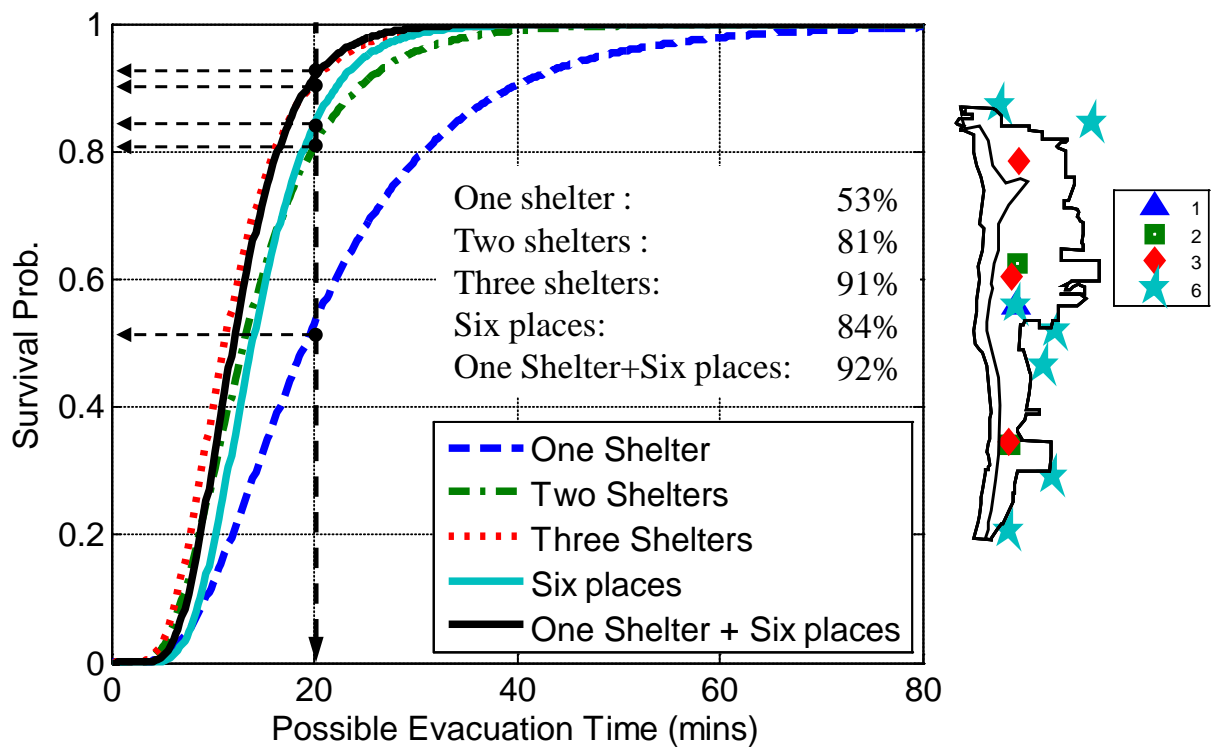 1
0.8
0.6
0.4
0.2
0
0 20 40 60 80
Survival Prob.
Possible Evacuation Time (mins)
One shelter : 53%
Two shelters : 81%
Three shelters: 91%
Six places: 84%
One Shelter+Six places: 92%
One Shelter
Two Shelters
Three Shelters
Six places
One Shelter + Six places
1
2
3
6